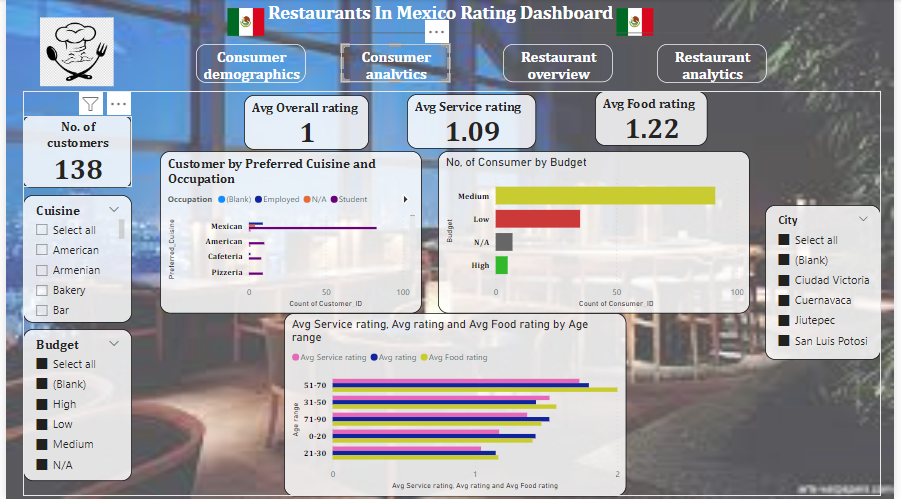 Restaurants In Mexico Rating Dashboard
Consumer
demographics
Consumer
analytics
Restaurant
overview
Restaurant
analytics
No. of
customers
138
Avg Overall rating
1
Avg Service rating
1.09
Avg Food rating
1.22
Cuisine
Select all
American
Armenian
Bakery
Bar
Budget
Select all
(Blank)
High
Low
Medium
N/A
Customer by Preferred Cuisine and
Occupation
Occupation (Blank) Employed N/A Student
Preferred_Cuisine
Mexican
American
Cafeteria
Pizzeria
0 50 100
Count of Customer_ID
No. of Consumer by Budget
Budget
Medium
Low
N/A
High
0 50 100
Count of Consumer_ID
City
Select all
(Blank)
Ciudad Victoria
Cuernavaca
Jiutepec
San Luis Potosi
Avg Service rating, Avg rating and Avg Food rating by Age
range
Avg Service rating Avg rating Avg Food rating
Age range
51-70
31-50
71-90
0-20
21-30
0 1 2
Avg Service rating, Avg rating and Avg Food rating